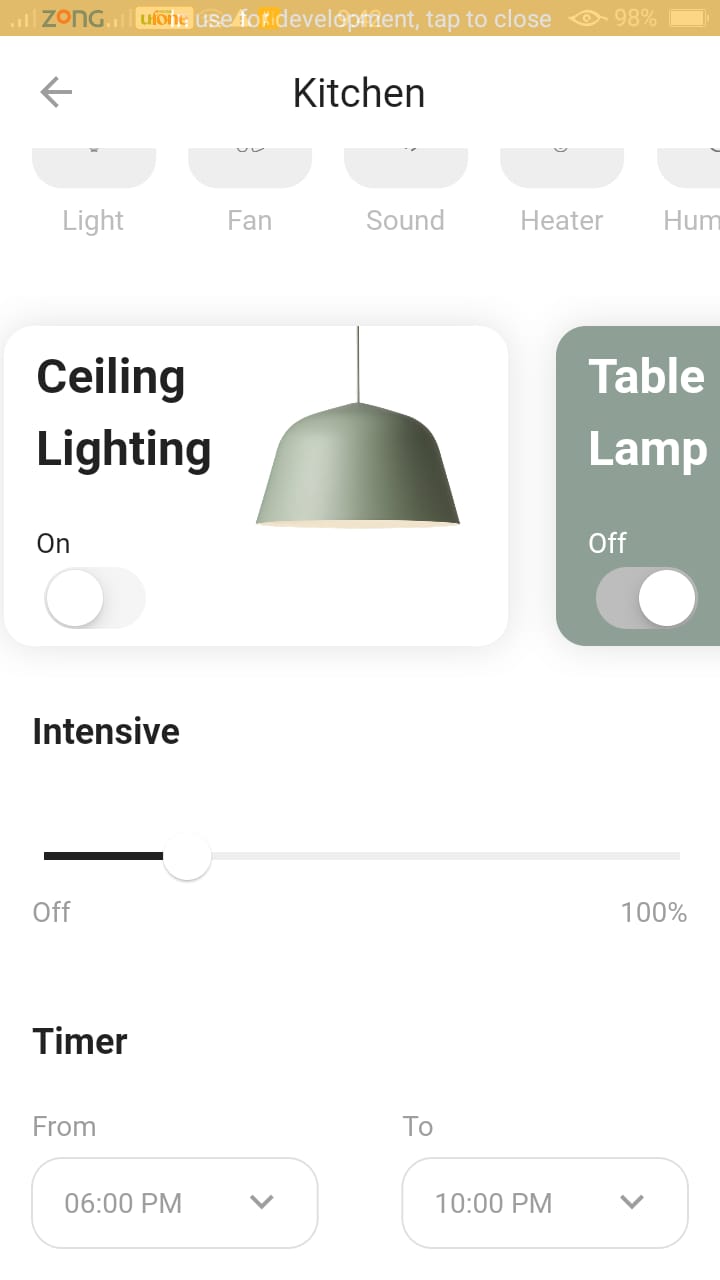 ZONG ufone In use for development, tap to close 98%
Kitchen
Light Fan Sound Heater Hum
Ceiling
Lighting
On
Table
Lamp
Off
Intensive
Off 100%
Timer
From To
06:00 PM 10:00 PM